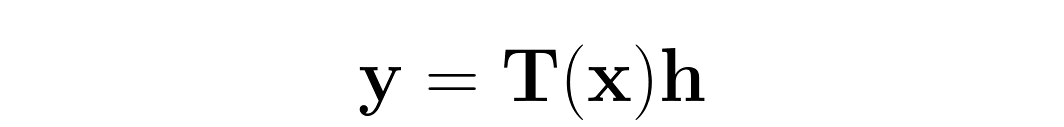 y = T(x)h